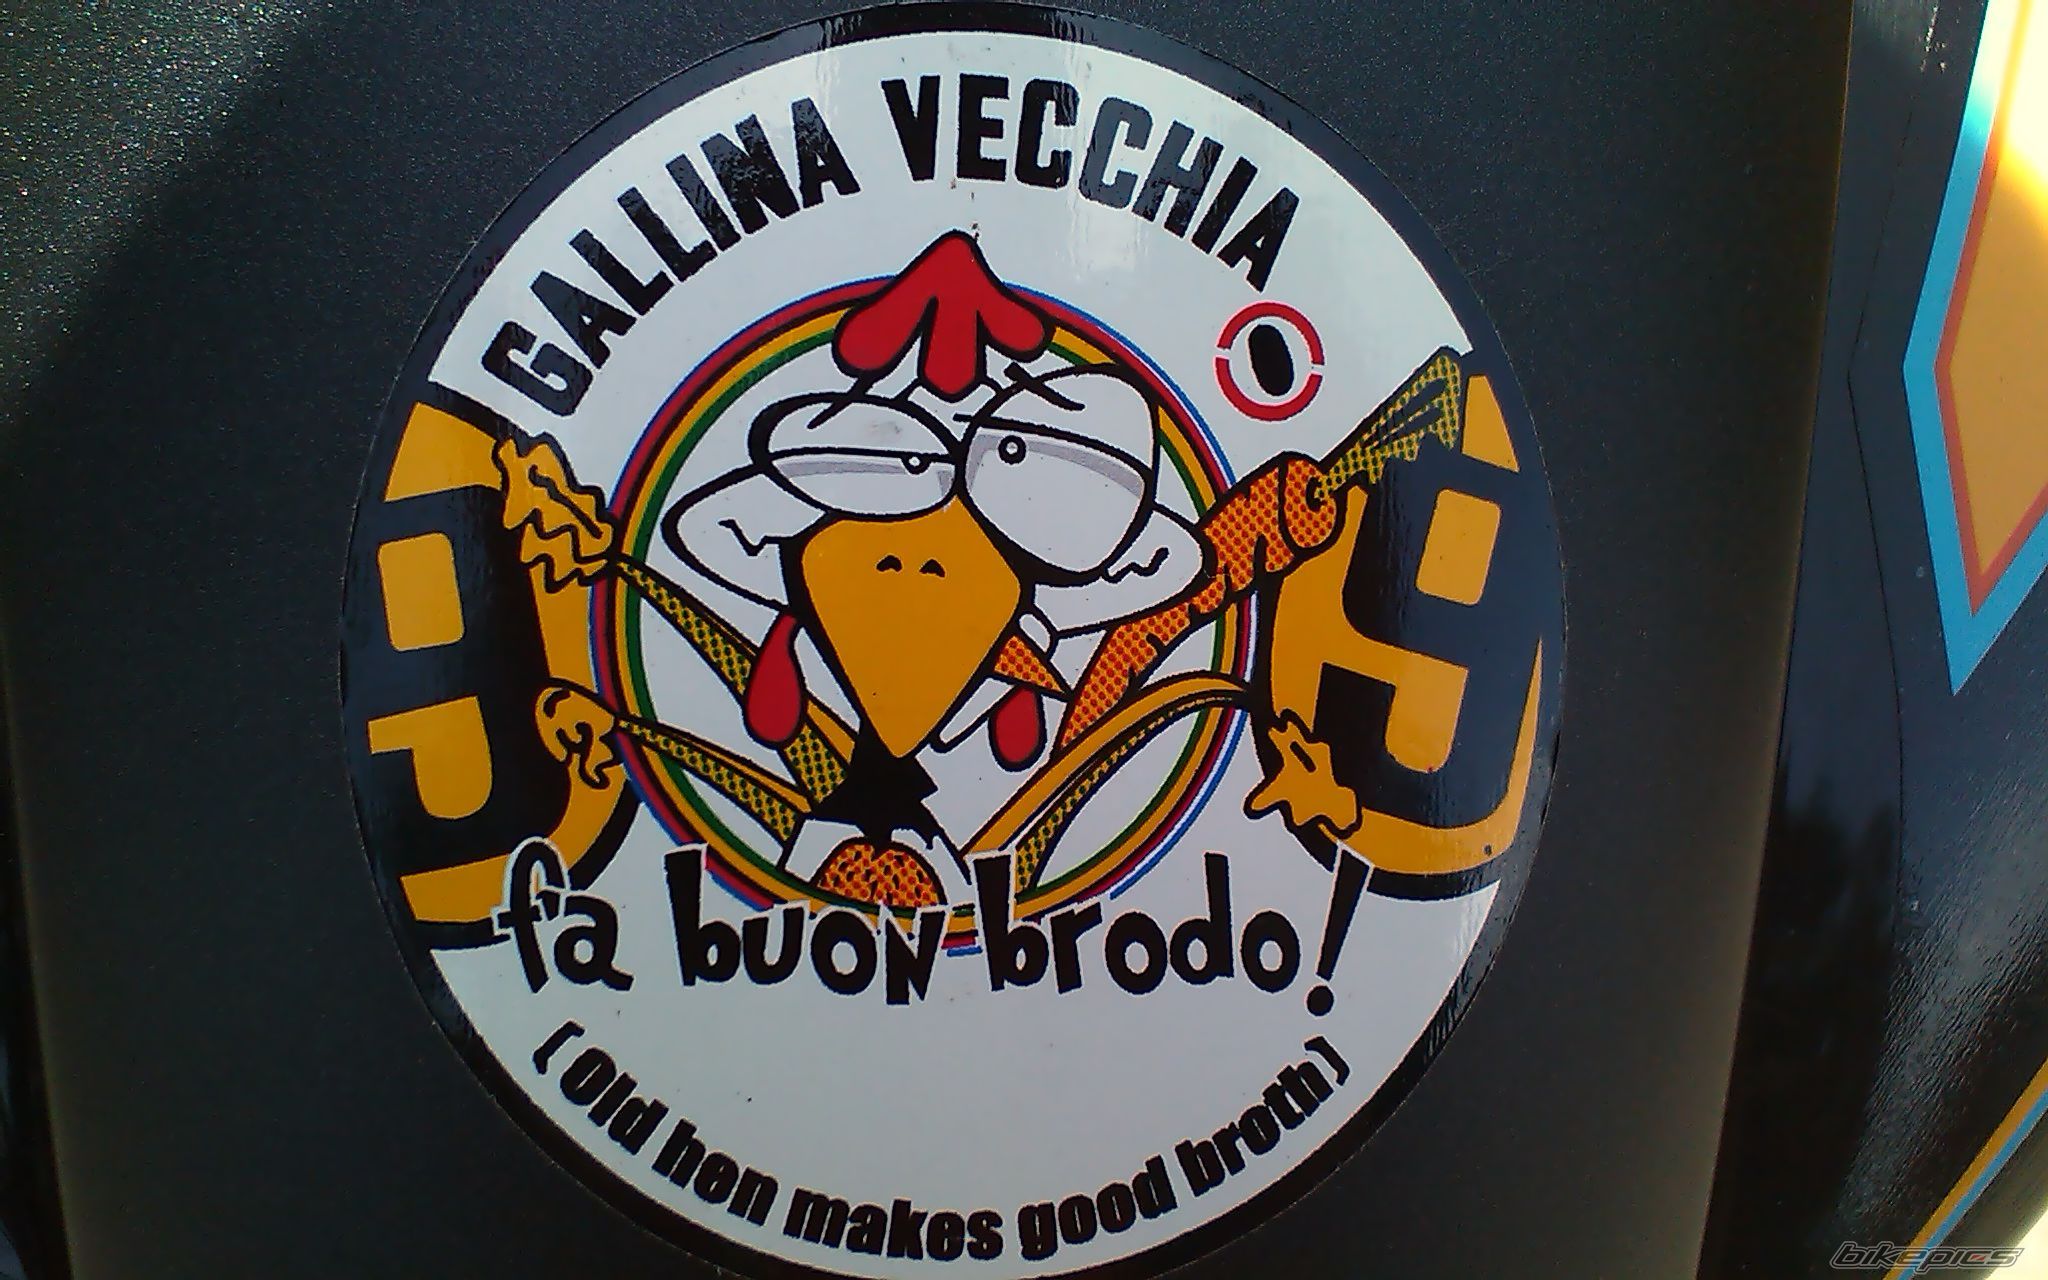 GALLINA VECCHIA
fa buon brodo!
(Old hen makes good broth)
bikepics